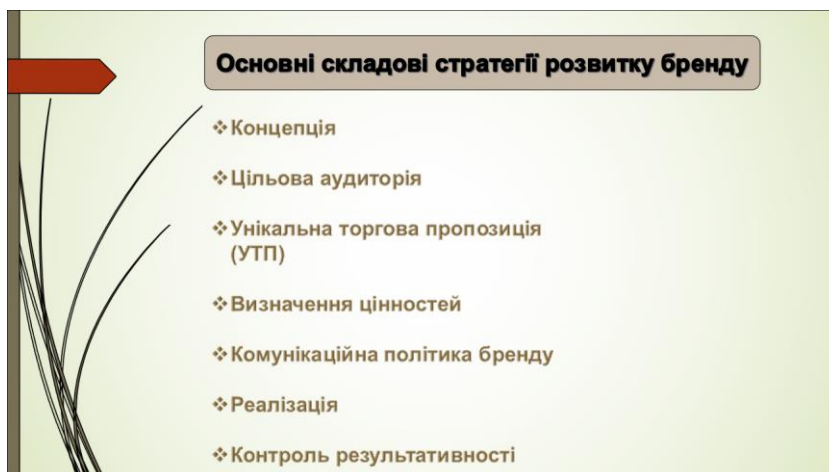 Основні складові стратегії розвитку бренду
❖Концепція
❖Цільова аудиторія
❖Унікальна торгова пропозиція
(УТП)
❖Визначення цінностей
❖Комунікаційна політика бренду
❖Реалізація
❖Контроль результативності